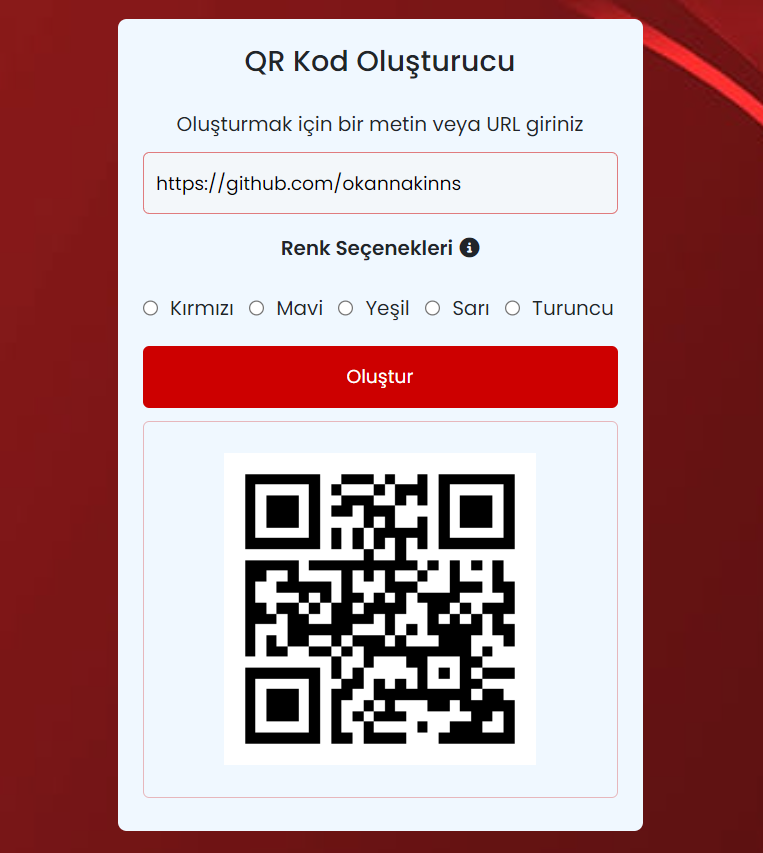 QR Kod Oluşturucu
Oluşturmak için bir metin veya URL giriniz
https://github.com/okannakinns
Renk Seçenekleri
Kırmızı Mavi Yeşil Sarı Turuncu
Oluştur